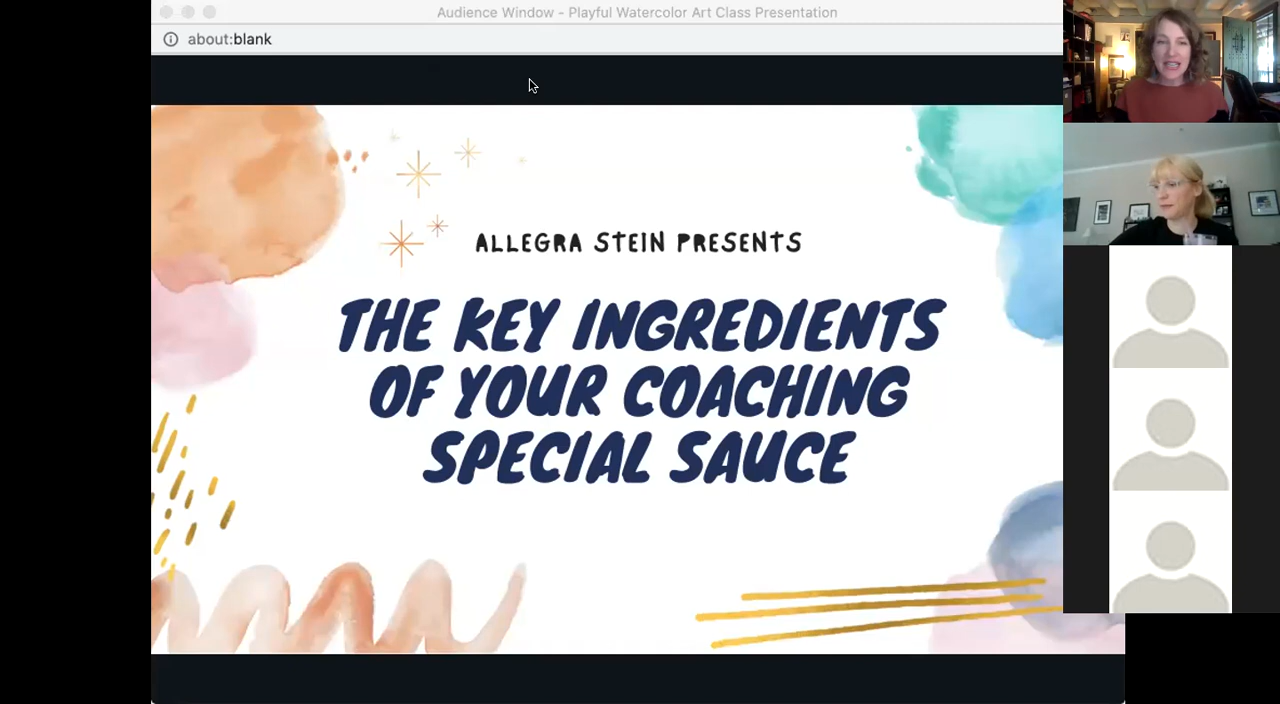 Audience Window - Playful Watercolor Art Class Presentation
about:blank
ALLEGRA STEIN PRESENTS
THE KEY INGREDIENTS
OF YOUR COACHING
SPECIAL SAUCE